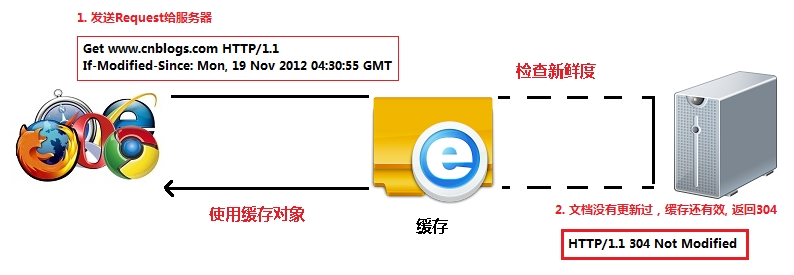 1. 发送Request给服务器
Get www.cnblogs.com HTTP/1.1
If-Modified-Since: Mon, 19 Nov 2012 04:30:55 GMT
检查新鲜度
使用缓存对象
缓存
2. 文档没有更新过，缓存还有效, 返回304
HTTP/1.1 304 Not Modified